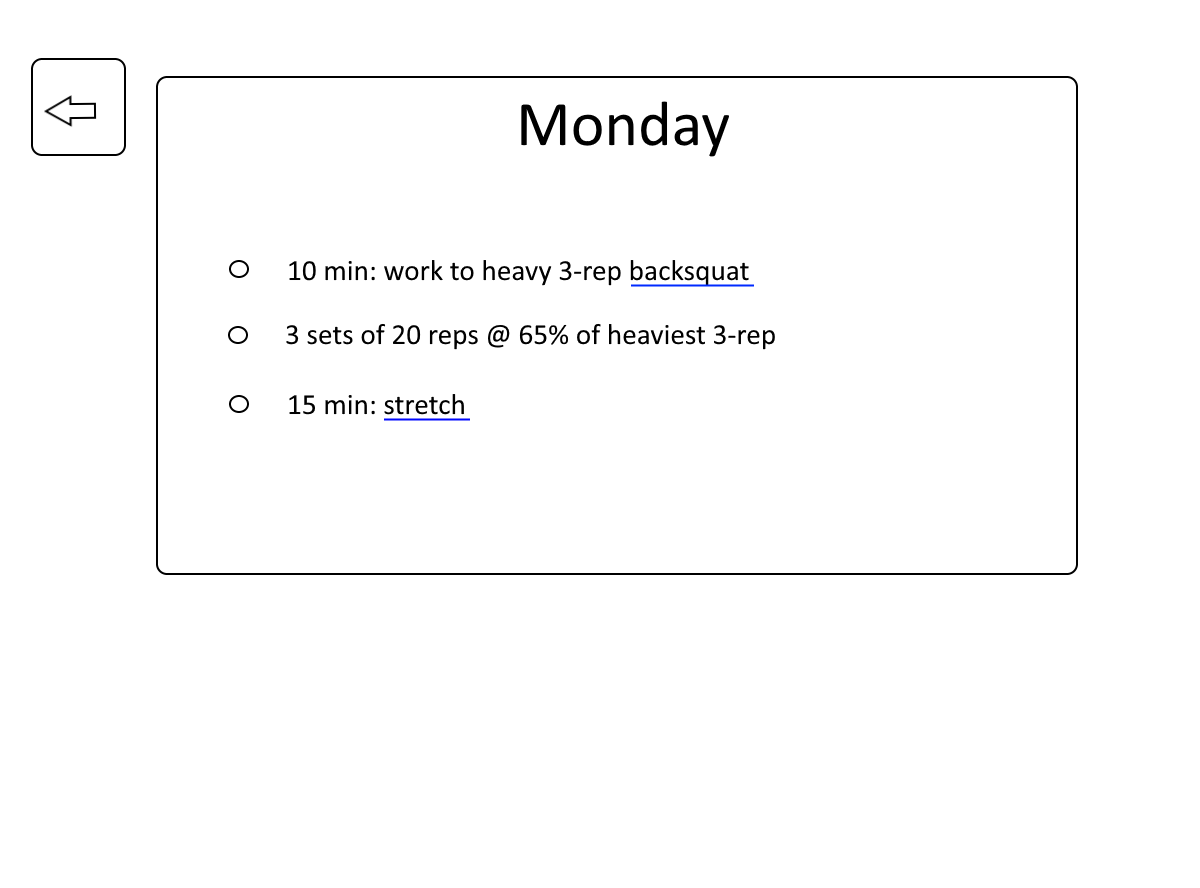 Monday
10 min: work to heavy 3-rep backsquat
3 sets of 20 reps @ 65% of heaviest 3-rep
15 min: stretch